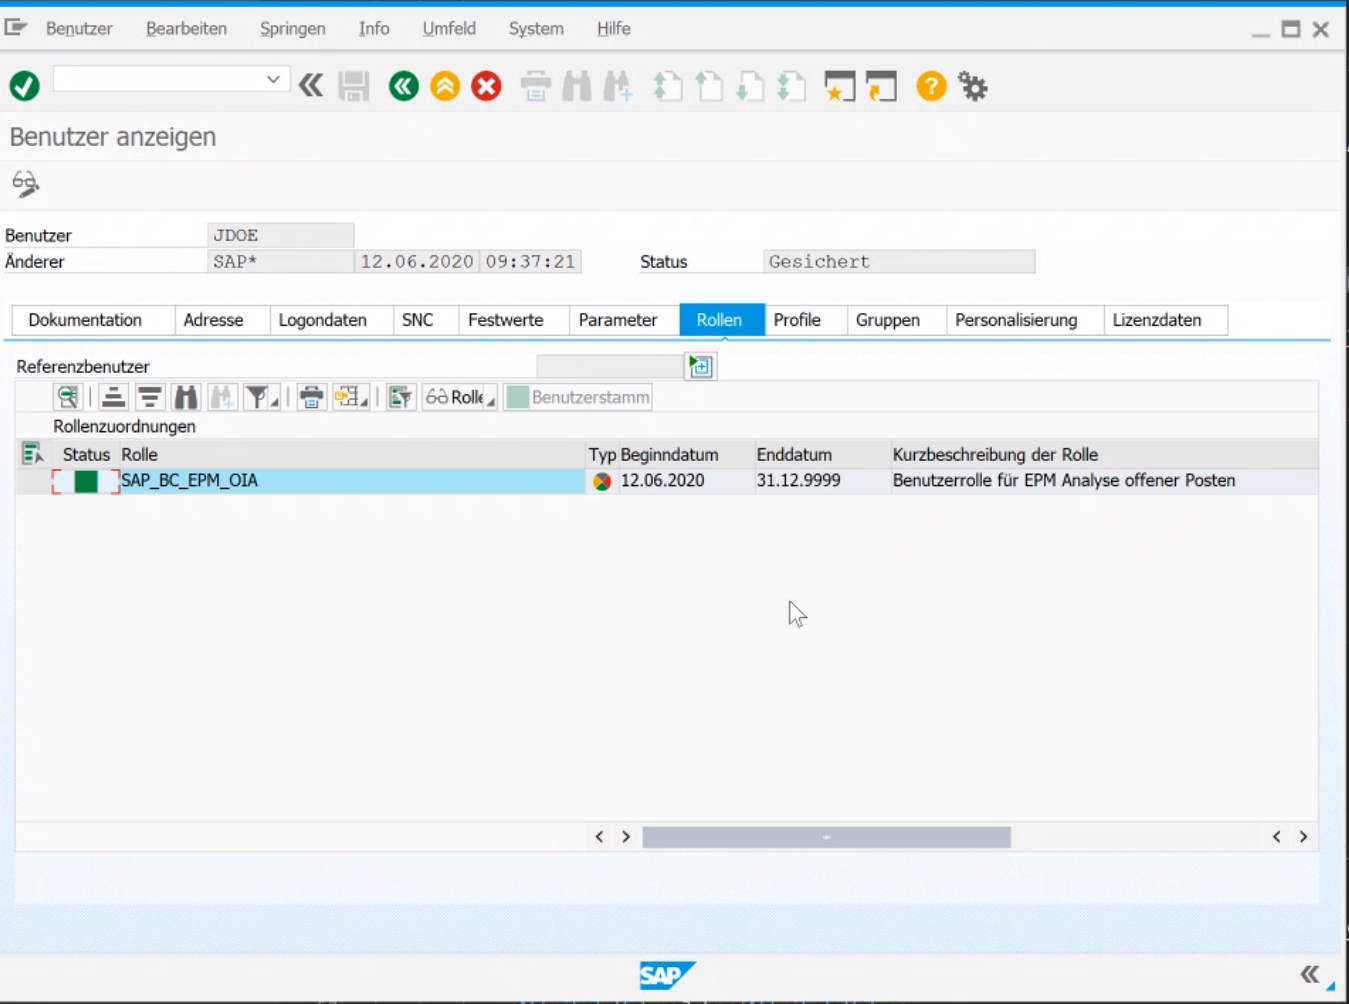 Benutzer Bearbeiten Springen Info Umfeld System Hilfe
Benutzer anzeigen
Benutzer JDOE
Änderer SAP* 12.06.2020 09:37:21 Status Gesichert
Dokumentation Adresse Logondaten SNC Festwerte Parameter Rollen Profile Gruppen Personalisierung Lizenzdaten
Referenzbenutzer
Rolle Benutzerstamm
Rollenzuordnungen
Status Rolle Typ Beginndatum Enddatum Kurzbeschreibung der Rolle
SAP_BC_EPM_OIA 12.06.2020 31.12.9999 Benutzerrolle für EPM Analyse offener Posten
SAP